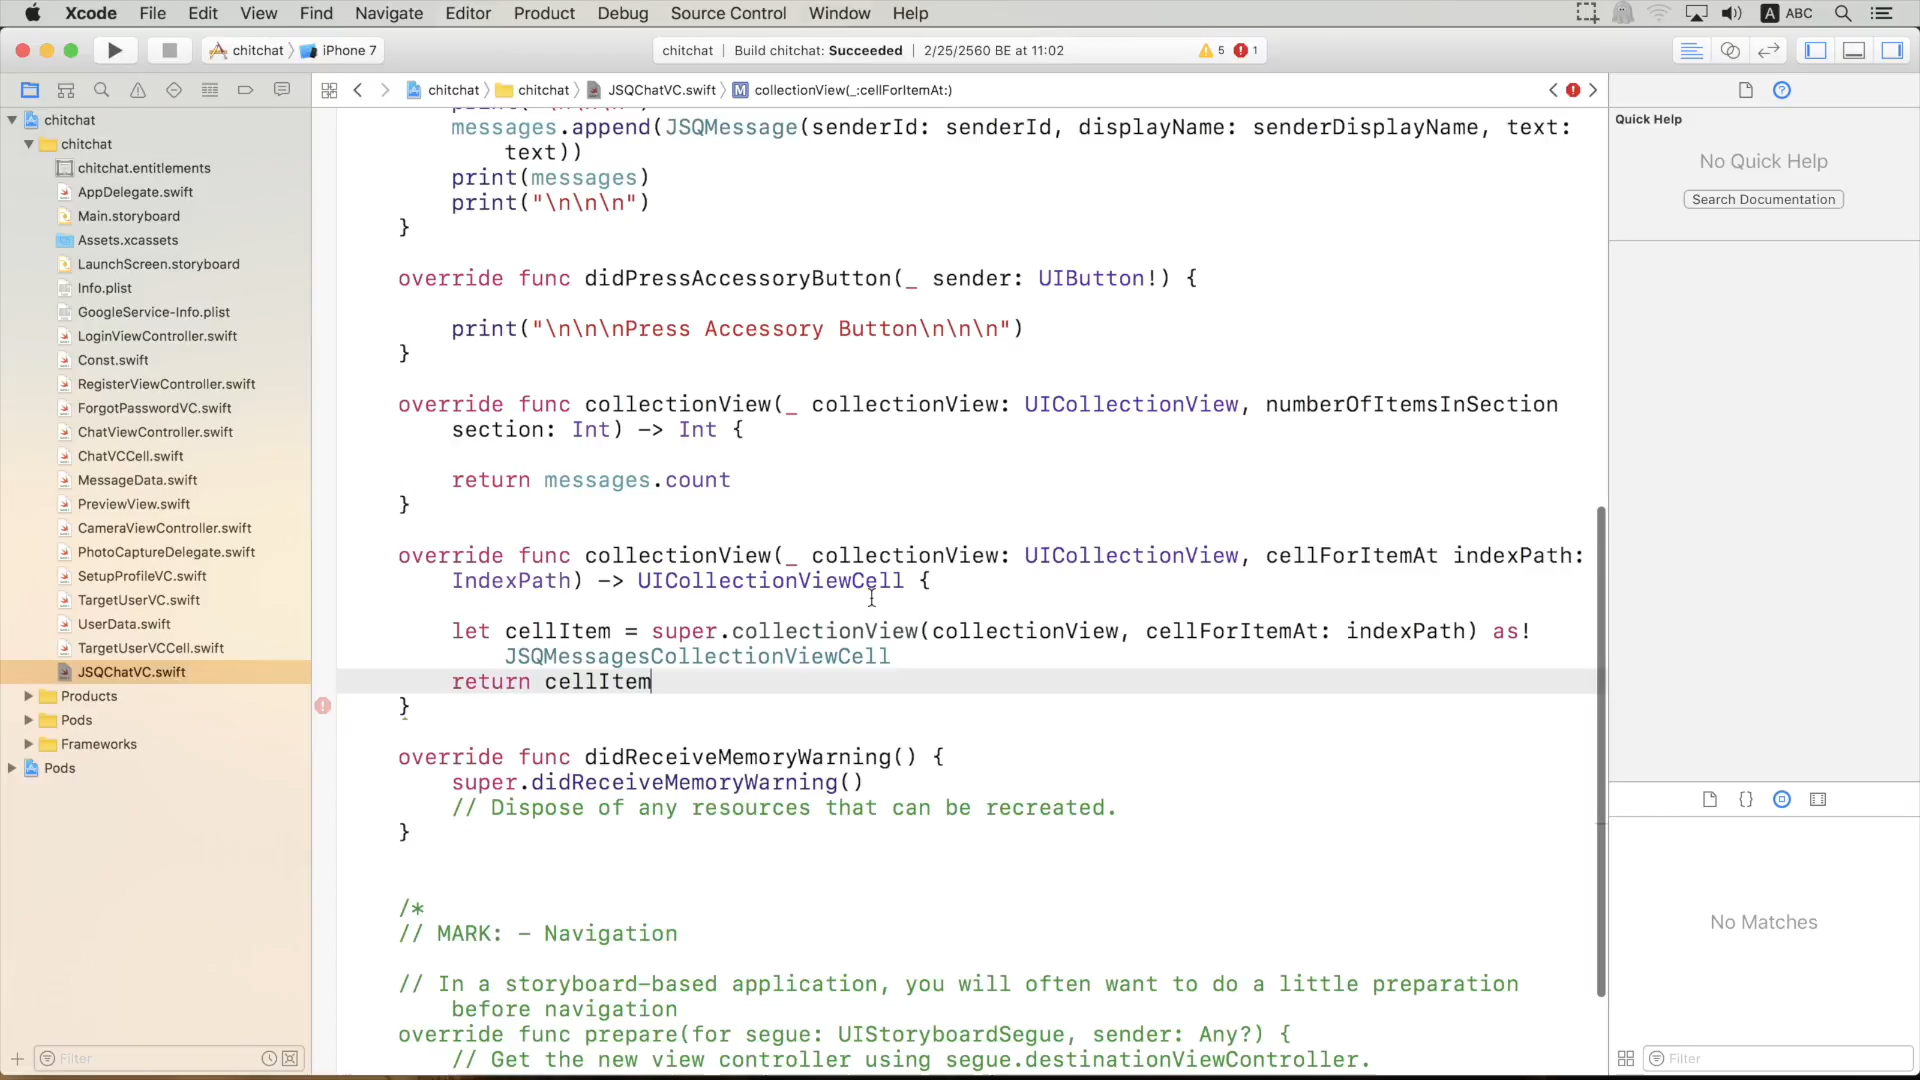 Xcode File Edit View Find Navigate Editor Product Debug Source Control Window Help A ABC
chitchat iPhone 7
chitchat | Build chitchat: Succeeded | 2/25/2560 BE at 11:02
5 1
chitchat chitchat JSQChatVC.swift M collectionView(_:cellForItemAt:)
chitchat
chitchat
chitchat.entitlements
AppDelegate.swift
Main.storyboard
Assets.xcassets
LaunchScreen.storyboard
Info.plist
GoogleService-Info.plist
LoginViewController.swift
Const.swift
RegisterViewController.swift
ForgotPasswordVC.swift
ChatViewController.swift
ChatVCCell.swift
MessageData.swift
PreviewView.swift
CameraViewController.swift
PhotoCaptureDelegate.swift
SetupProfileVC.swift
TargetUserVC.swift
UserData.swift
TargetUserVCCell.swift
JSQChatVC.swift
Products
Pods
Frameworks
Pods
Filter
messages.append(JSQMessage(senderId: senderId, displayName: senderDisplayName, text:
text))
print(messages)
print("\n\n\n")
}
override func didPressAccessoryButton(_ sender: UIButton!) {
print("\n\n\nPress Accessory Button\n\n\n")
}
override func collectionView(_ collectionView: UICollectionView, numberOfItemsInSection
section: Int) -> Int {
return messages.count
}
override func collectionView(_ collectionView: UICollectionView, cellForItemAt indexPath:
IndexPath) -> UICollectionViewCell {
let cellItem = super.collectionView(collectionView, cellForItemAt: indexPath) as!
JSQMessagesCollectionViewCell
return cellItem
}
override func didReceiveMemoryWarning() {
super.didReceiveMemoryWarning()
// Dispose of any resources that can be recreated.
}
/*
// MARK: - Navigation
// In a storyboard-based application, you will often want to do a little preparation
before navigation
override func prepare(for segue: UIStoryboardSegue, sender: Any?) {
// Get the new view controller using segue.destinationViewController.
Quick Help
No Quick Help
Search Documentation
{}
No Matches
Filter